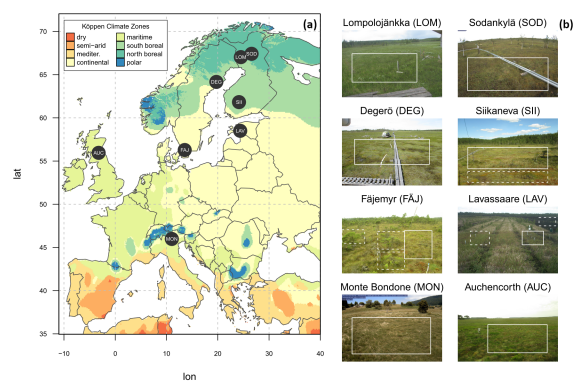 Köppen Climate Zones
dry
semi-arid
mediter.
continental
maritime
south boreal
north boreal
polar
(a)
lat
70
65
60
55
50
45
40
35
LOM
SOD
DEG
SII
LAV
FÄJ
AUC
MON
−10
0
10
20
30
40
lon
(b)
Lompolojänkka (LOM)
Sodankylä (SOD)
Degerö (DEG)
Siikaneva (SII)
Fäjemyr (FÄJ)
Lavassaare (LAV)
Monte Bondone (MON)
Auchencorth (AUC)